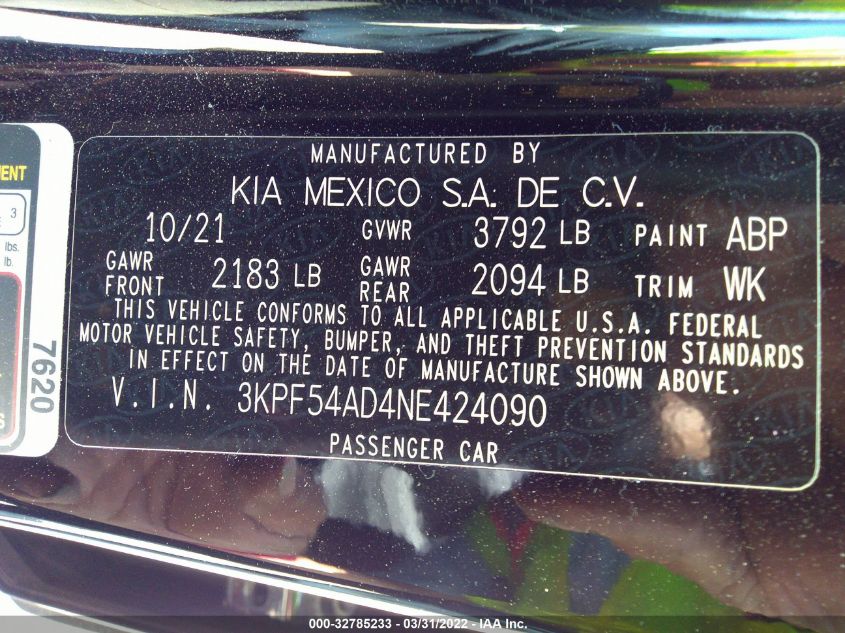 MANUFACTURED BY
KIA MEXICO S.A. DE C.V.
10/21 GVWR 3792 LB PAINT ABP
GAWR FRONT 2183 LB GAWR REAR 2094 LB TRIM WK
THIS VEHICLE CONFORMS TO ALL APPLICABLE U.S.A. FEDERAL
MOTOR VEHICLE SAFETY, BUMPER, AND THEFT PREVENTION STANDARDS
IN EFFECT ON THE DATE OF MANUFACTURE SHOWN ABOVE.
V.I.N. 3KPF54AD4NE424090
PASSENGER CAR
3
lbs.
lb.
7620
000-32785233 - 03/31/2022 - IAA Inc.